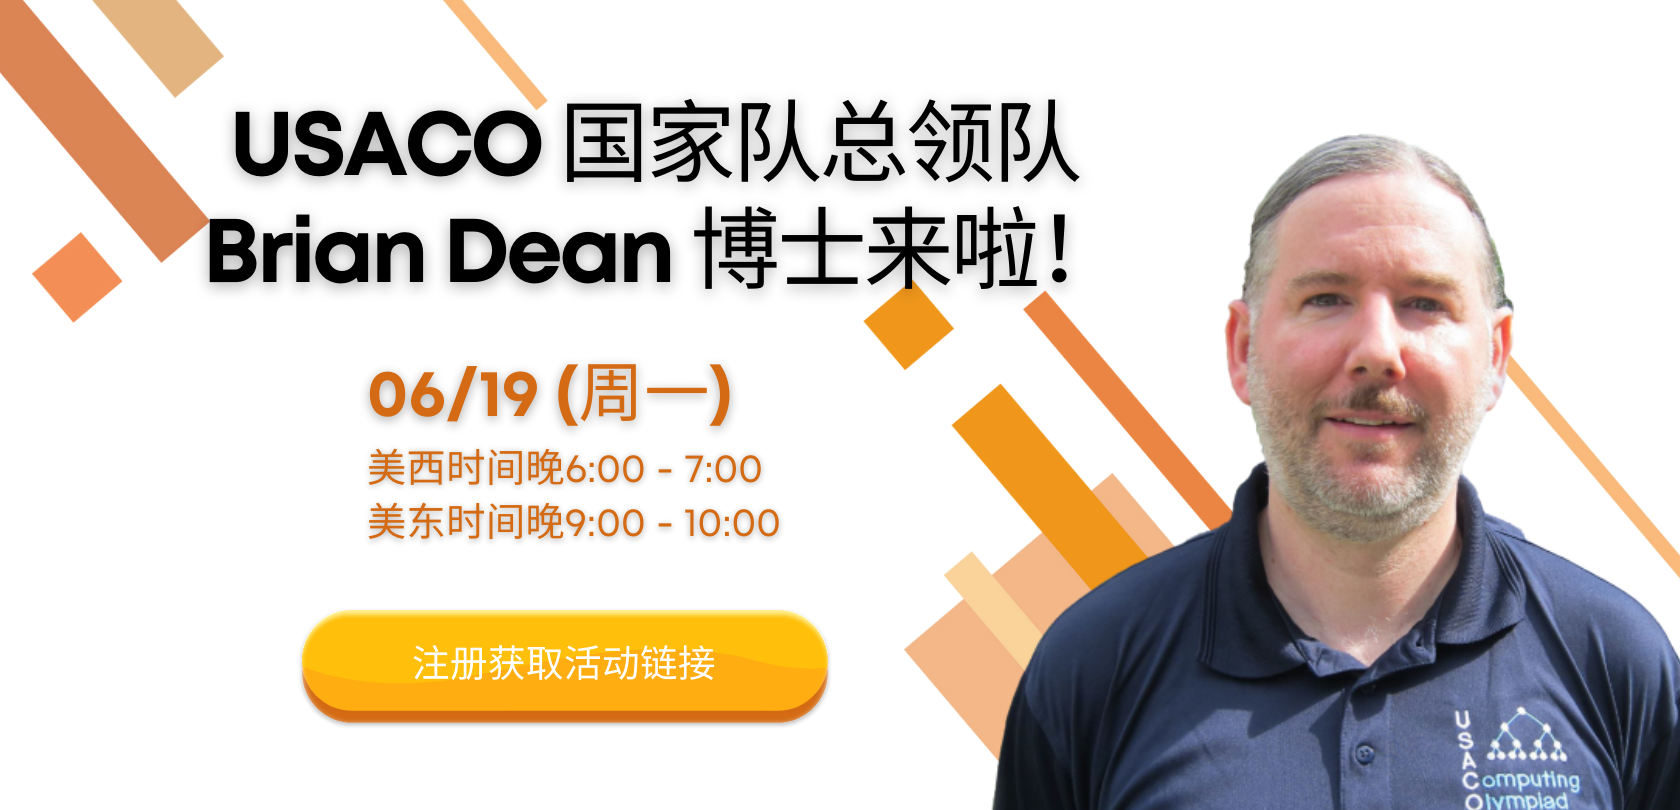 USACO 国家队总领队
Brian Dean 博士来啦！
06/19 (周一)
美西时间晚6:00 - 7:00
美东时间晚9:00 - 10:00
注册获取活动链接
USACO
Computing
Olympiad